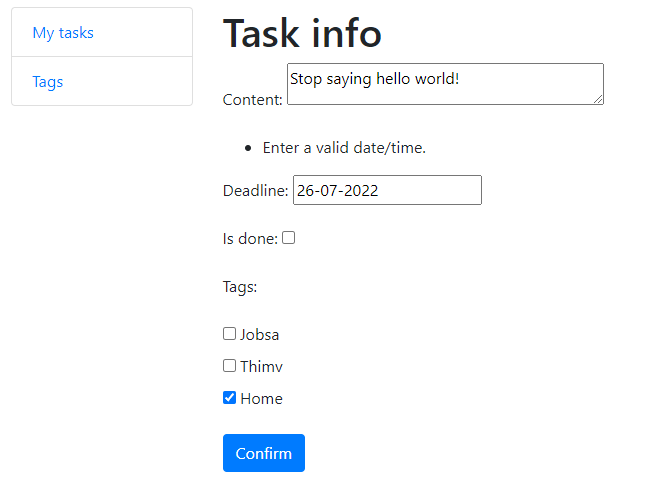 My tasks
Tags
Task info
Content: Stop saying hello world!
Enter a valid date/time.
Deadline: 26-07-2022
Is done:
Tags:
Jobsa
Thimv
Home
Confirm